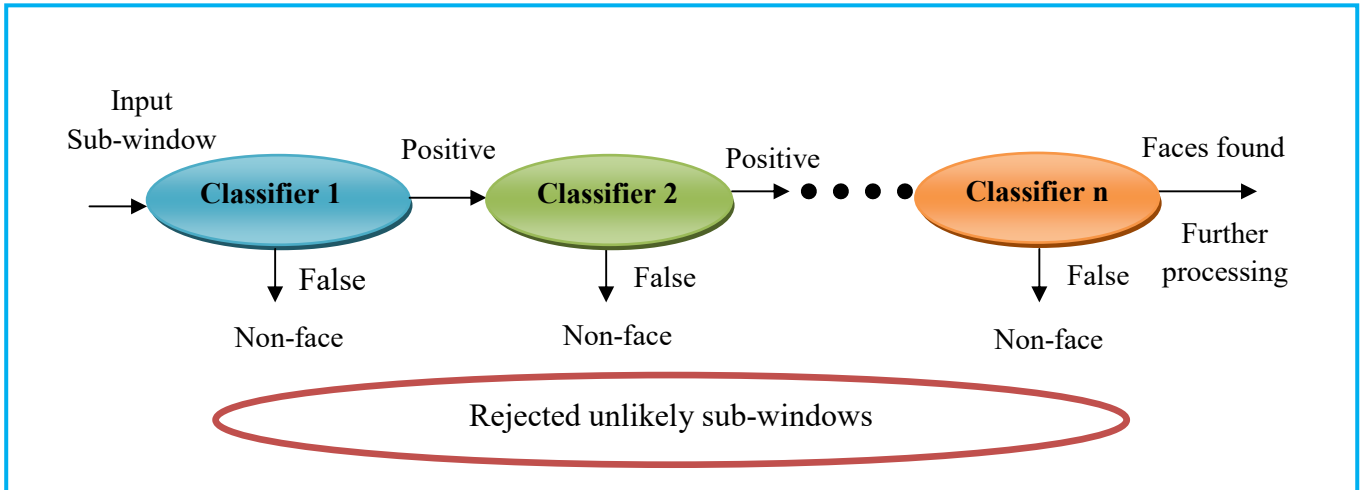 Input
Sub-window
Positive
Positive
Faces found
Classifier 1
Classifier 2
Classifier n
Further
processing
False
False
False
Non-face
Non-face
Non-face
Rejected unlikely sub-windows